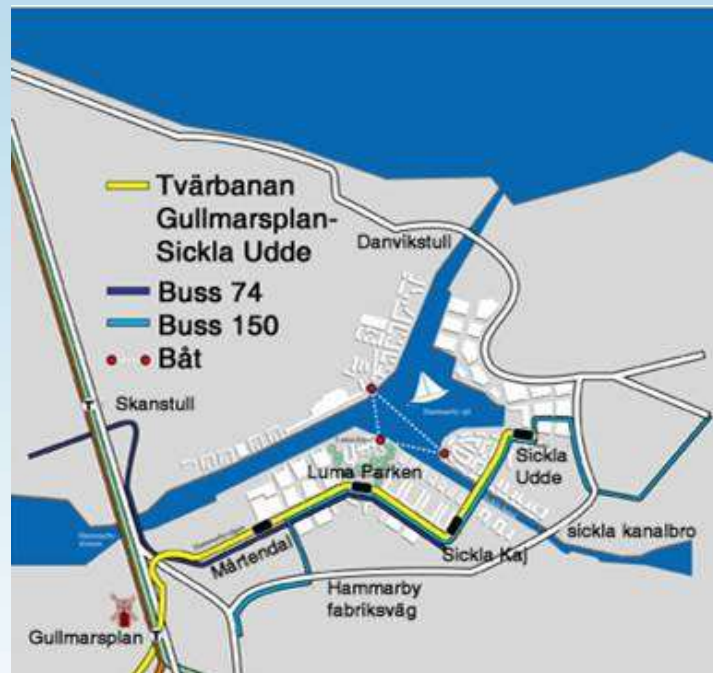 Tvärbanan
Gullmarsplan-
Sickla Udde
Buss 74
Buss 150
Båt
Danvikstull
T
Skanstull
Luma Parken
Sickla
Udde
sickla kanalbro
Sickla Kaj
Mårtendal
Hammarby
fabriksväg
Gullmarsplan
T